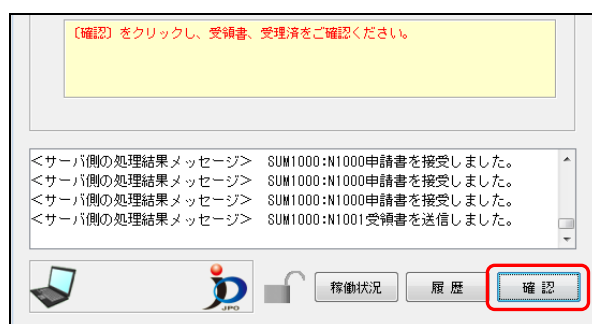 〔確認〕をクリックし、受領書、受理済をご確認ください。
<サーバ側の処理結果メッセージ> SUM1000:N1000申請書を接受しました。
<サーバ側の処理結果メッセージ> SUM1000:N1000申請書を接受しました。
<サーバ側の処理結果メッセージ> SUM1000:N1000申請書を接受しました。
<サーバ側の処理結果メッセージ> SUM1000:N1001受領書を送信しました。
JPO
稼働状況
履 歴
確 認